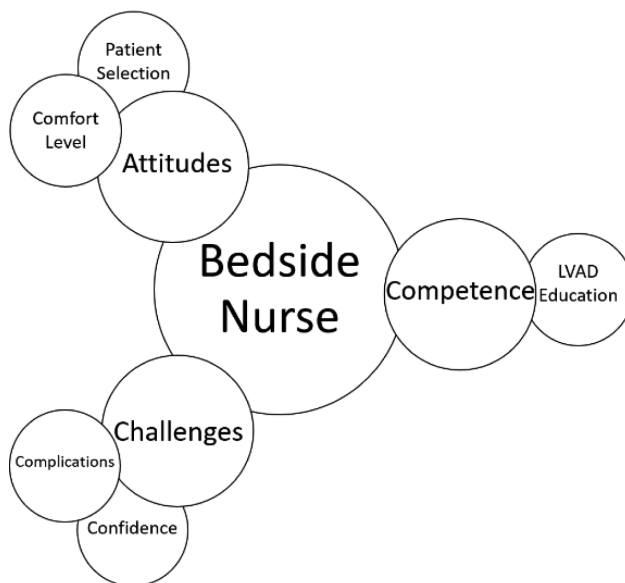 Patient
Selection
Comfort
Level
Attitudes
Bedside
Nurse
Competence
LVAD
Education
Challenges
Complications
Confidence